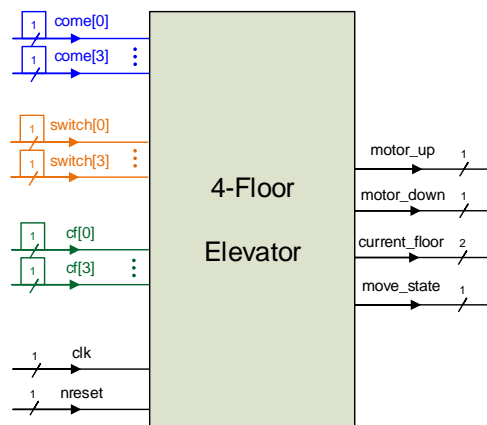 1 come[0]
1 come[3]
1 switch[0]
1 switch[3]
1 cf[0]
1 cf[3]
1 clk
1 nreset
4-Floor
Elevator
motor_up 1
motor_down 1
current_floor 2
move_state 1